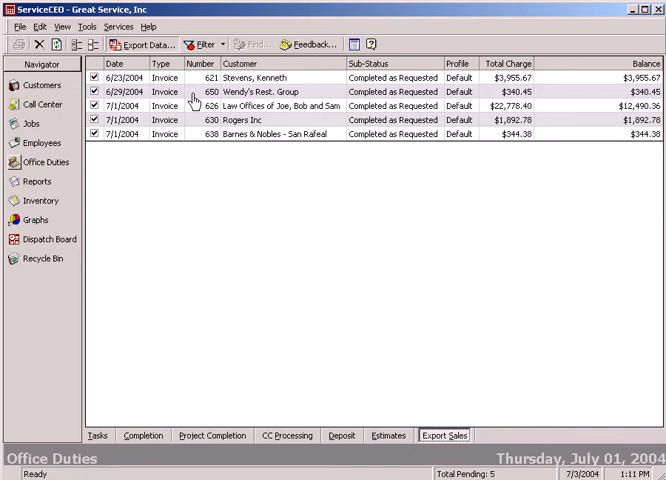 ServiceCEO - Great Service, Inc
File Edit View Tools Services Help
Export Data... Filter Find... Feedback...
Navigator
Customers
Call Center
Jobs
Employees
Office Duties
Reports
Inventory
Graphs
Dispatch Board
Recycle Bin
Date Type Number Customer Sub-Status Profile Total Charge Balance
6/23/2004 Invoice 621 Stevens, Kenneth Completed as Requested Default $3,955.67 $3,955.67
6/29/2004 Invoice 650 Wendy's Rest. Group Completed as Requested Default $340.45 $340.45
7/1/2004 Invoice 626 Law Offices of Joe, Bob and Sam Completed as Requested Default $22,778.40 $12,490.36
7/1/2004 Invoice 630 Rogers Inc Completed as Requested Default $1,892.78 $1,892.78
7/1/2004 Invoice 638 Barnes & Nobles - San Rafeal Completed as Requested Default $344.38 $344.38
Tasks Completion Project Completion CC Processing Deposit Estimates Export Sales
Office Duties Thursday, July 01, 2004
Ready Total Pending: 5 7/3/2004 1:11 PM